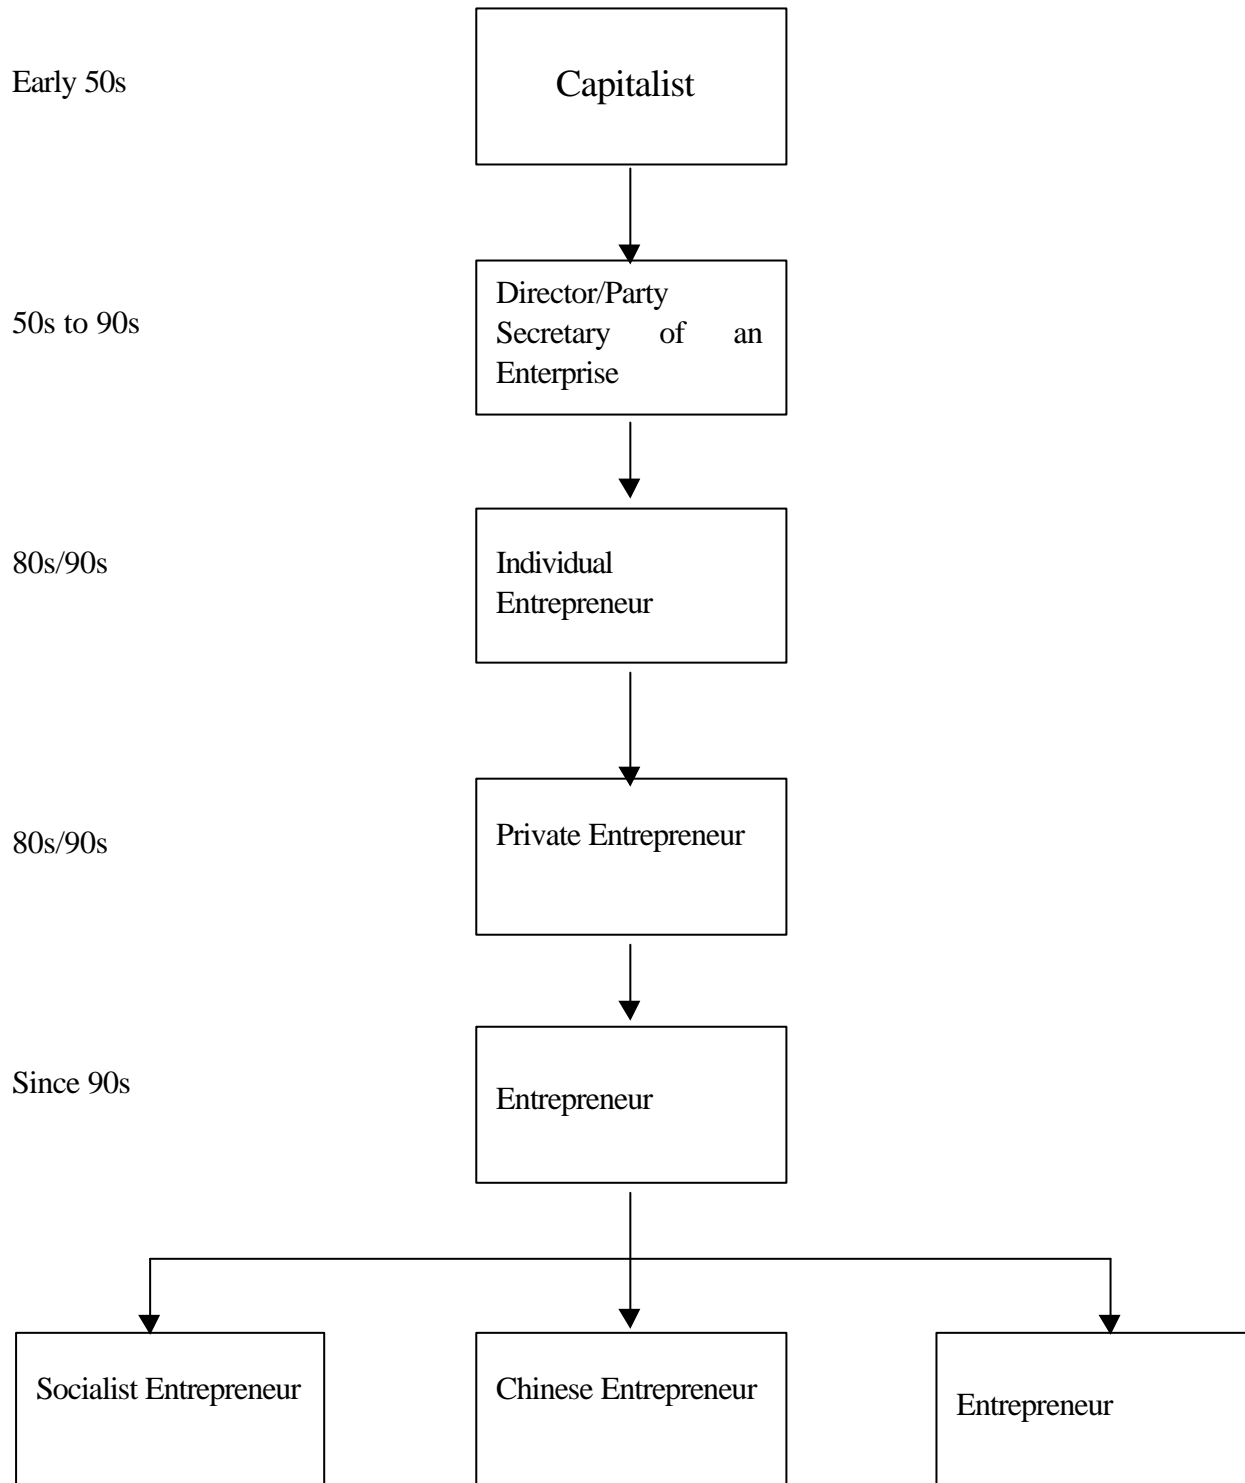 Early 50s
Capitalist
50s to 90s
Director/Party
Secretary of an
Enterprise
80s/90s
Individual
Entrepreneur
80s/90s
Private Entrepreneur
Since 90s
Entrepreneur
Socialist Entrepreneur
Chinese Entrepreneur
Entrepreneur